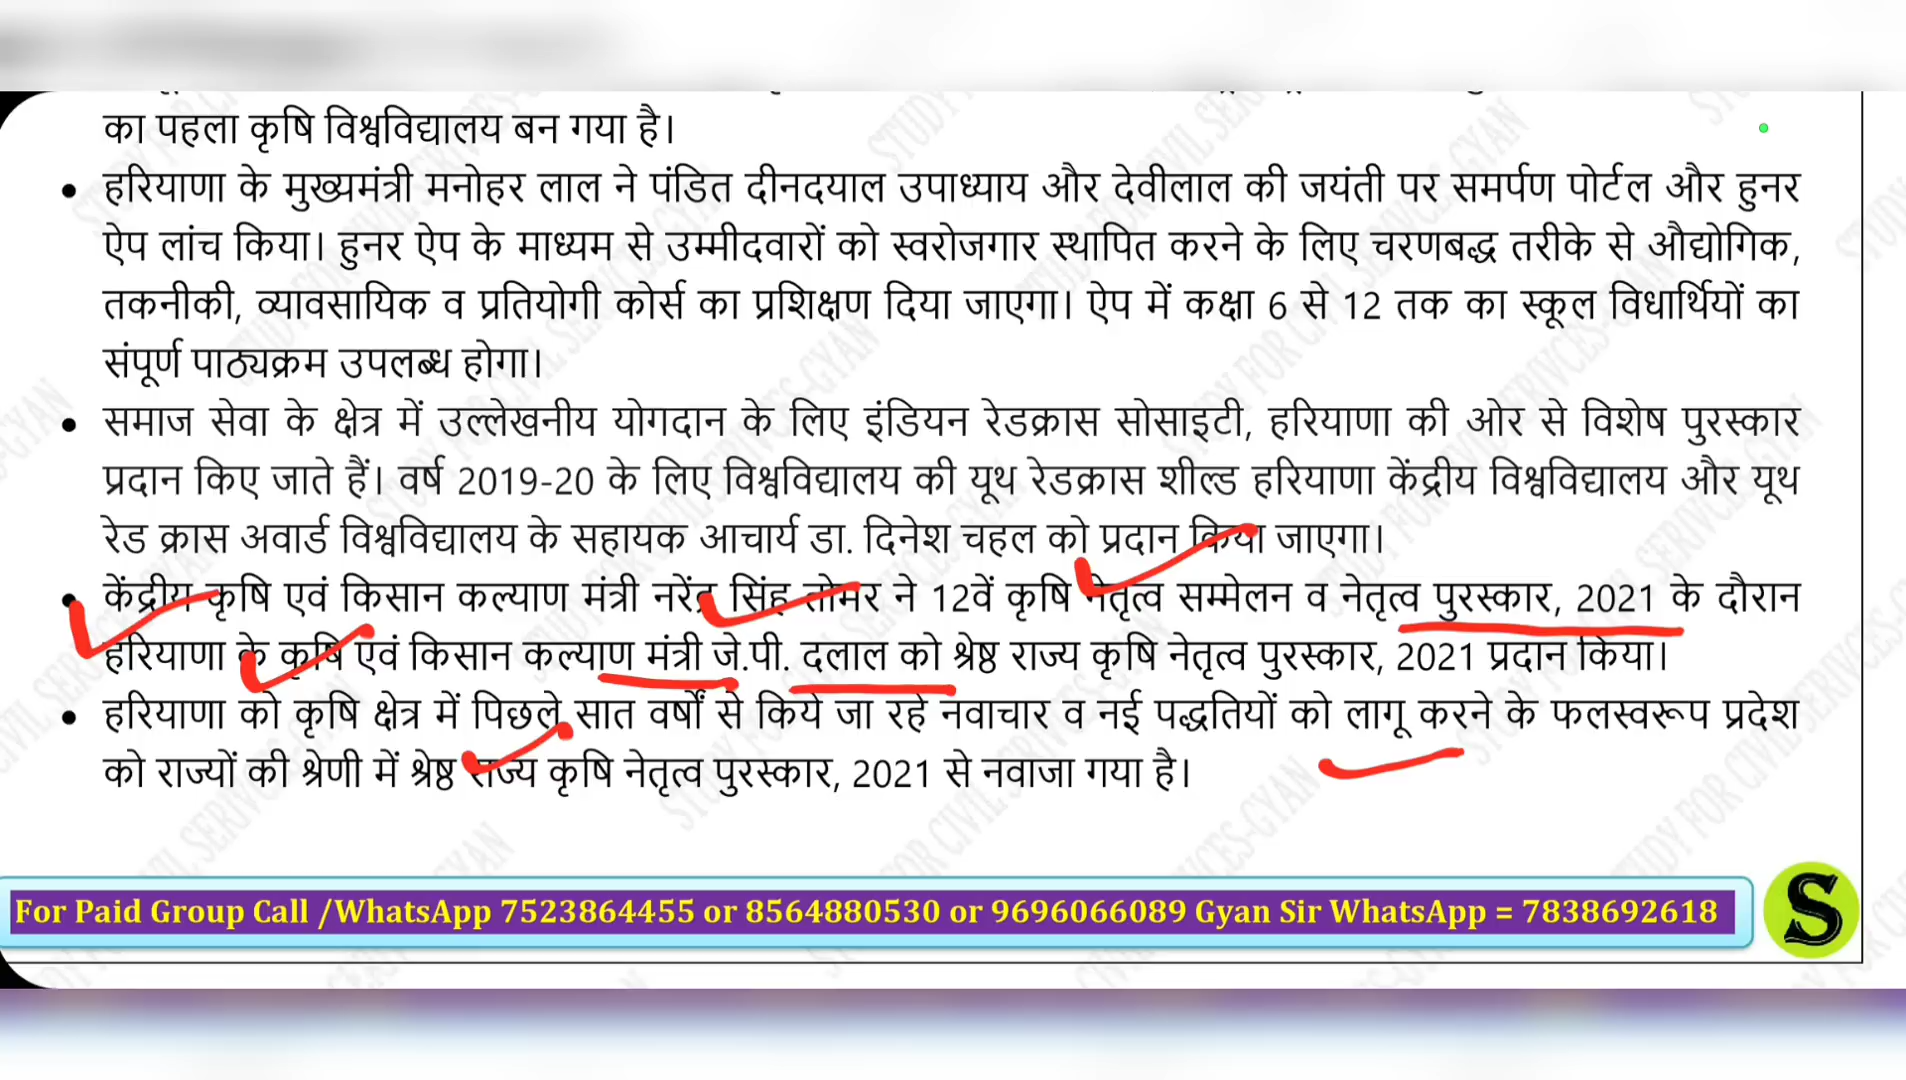 का पहला कृषि विश्वविद्यालय बन गया है।
• हरियाणा के मुख्यमंत्री मनोहर लाल ने पंडित दीनदयाल उपाध्याय और देवीलाल की जयंती पर समर्पण पोर्टल और हुनर
ऐप लांच किया। हुनर ऐप के माध्यम से उम्मीदवारों को स्वरोजगार स्थापित करने के लिए चरणबद्ध तरीके से औद्योगिक,
तकनीकी, व्यावसायिक व प्रतियोगी कोर्स का प्रशिक्षण दिया जाएगा। ऐप में कक्षा 6 से 12 तक का स्कूल विधार्थियों का
संपूर्ण पाठ्यक्रम उपलब्ध होगा।
• समाज सेवा के क्षेत्र में उल्लेखनीय योगदान के लिए इंडियन रेडक्रास सोसाइटी, हरियाणा की ओर से विशेष पुरस्कार
प्रदान किए जाते हैं। वर्ष 2019-20 के लिए विश्वविद्यालय की यूथ रेडक्रास शील्ड हरियाणा केंद्रीय विश्वविद्यालय और यूथ
रेड क्रास अवार्ड विश्वविद्यालय के सहायक आचार्य डा. दिनेश चहल को प्रदान किया जाएगा।
• केंद्रीय कृषि एवं किसान कल्याण मंत्री नरेंद्र सिंह तोमर ने 12वें कृषि नेतृत्व सम्मेलन व नेतृत्व पुरस्कार, 2021 के दौरान
हरियाणा के कृषि एवं किसान कल्याण मंत्री जे.पी. दलाल को श्रेष्ठ राज्य कृषि नेतृत्व पुरस्कार, 2021 प्रदान किया।
• हरियाणा को कृषि क्षेत्र में पिछले सात वर्षों से किये जा रहे नवाचार व नई पद्धतियों को लागू करने के फलस्वरूप प्रदेश
को राज्यों की श्रेणी में श्रेष्ठ राज्य कृषि नेतृत्व पुरस्कार, 2021 से नवाजा गया है।
For Paid Group Call /WhatsApp 7523864455 or 8564880530 or 9696066089 Gyan Sir WhatsApp = 7838692618
S